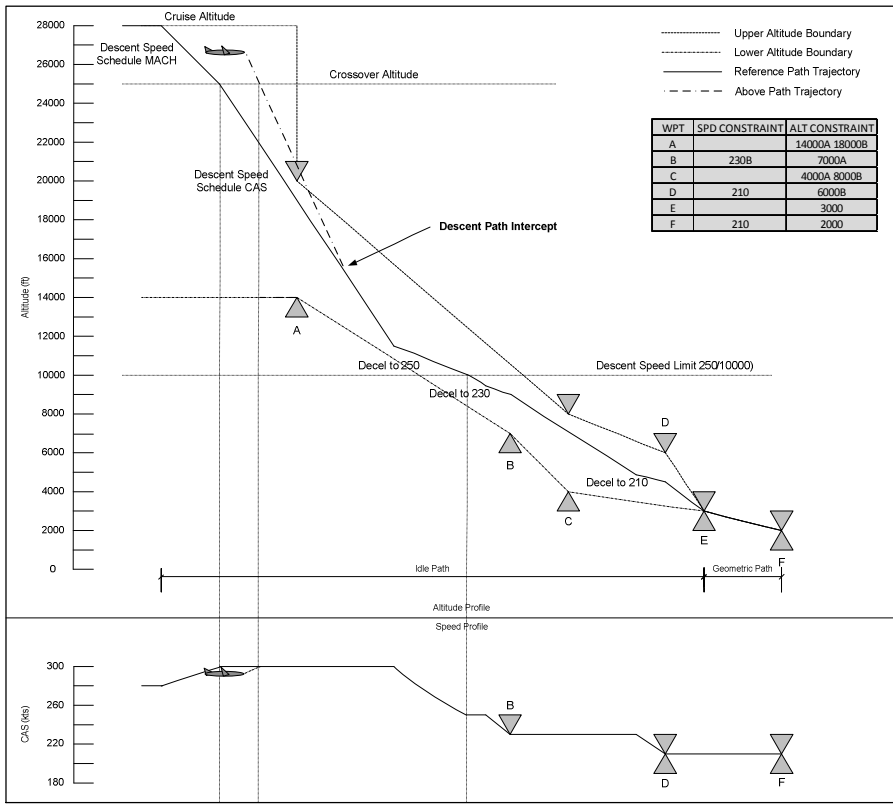 Cruise Altitude
28000
26000
24000
22000
20000
18000
16000
14000
12000
10000
8000
6000
4000
2000
0
Altitude (ft)
Descent Speed
Schedule MACH
Crossover Altitude
Descent Speed
Schedule CAS
Descent Path Intercept
Upper Altitude Boundary
Lower Altitude Boundary
Reference Path Trajectory
Above Path Trajectory
WPT SPD CONSTRAINT ALT CONSTRAINT
A 14000A 18000B
B 230B 7000A
C 4000A 8000B
D 210 6000B
E 3000
F 210 2000
A
Decel to 250
Descent Speed Limit 250/10000)
Decel to 230
B
D
Decel to 210
C
E
F
Idle Path
Geometric Path
Altitude Profile
Speed Profile
300
260
220
180
CAS (kts)
B
D
F